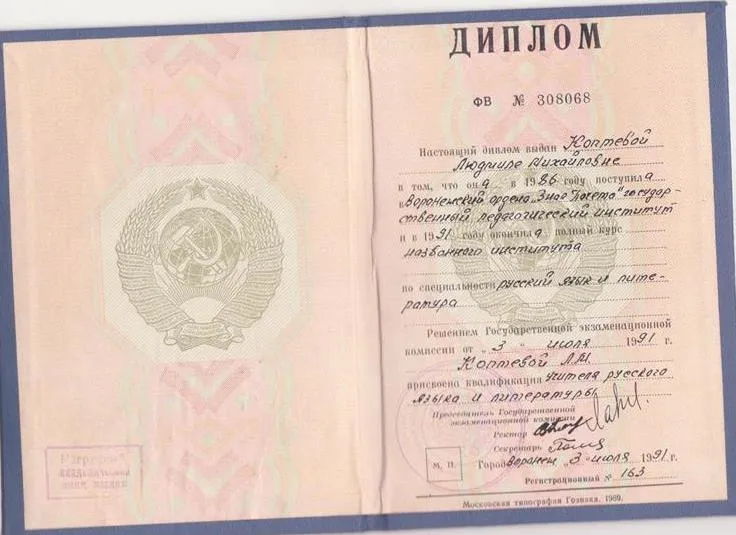 ДИПЛОМ
ФВ № 308068
Настоящий диплом выдан Коптевой
Людмиле Михайловне
в том, что она в 1986 году поступила
в Воронежский ордена „Знак Почета" государ-
ственный педагогический институт
и в 1991 году окончила полный курс
названного института
по специальности русский язык и лите-
ратура
Решением Государственной экзаменационной
комиссии от „3" июля 1991 г.
Коптевой Л.М.
присвоена квалификация учителя русского
языка и литературы
Председатель Государственной
экзаменационной комиссии
Ректор
Секретарь
М. П. Город Воронеж „3" июля 1991 г.
Регистрационный № 163
Московская типография Гознака. 1989.